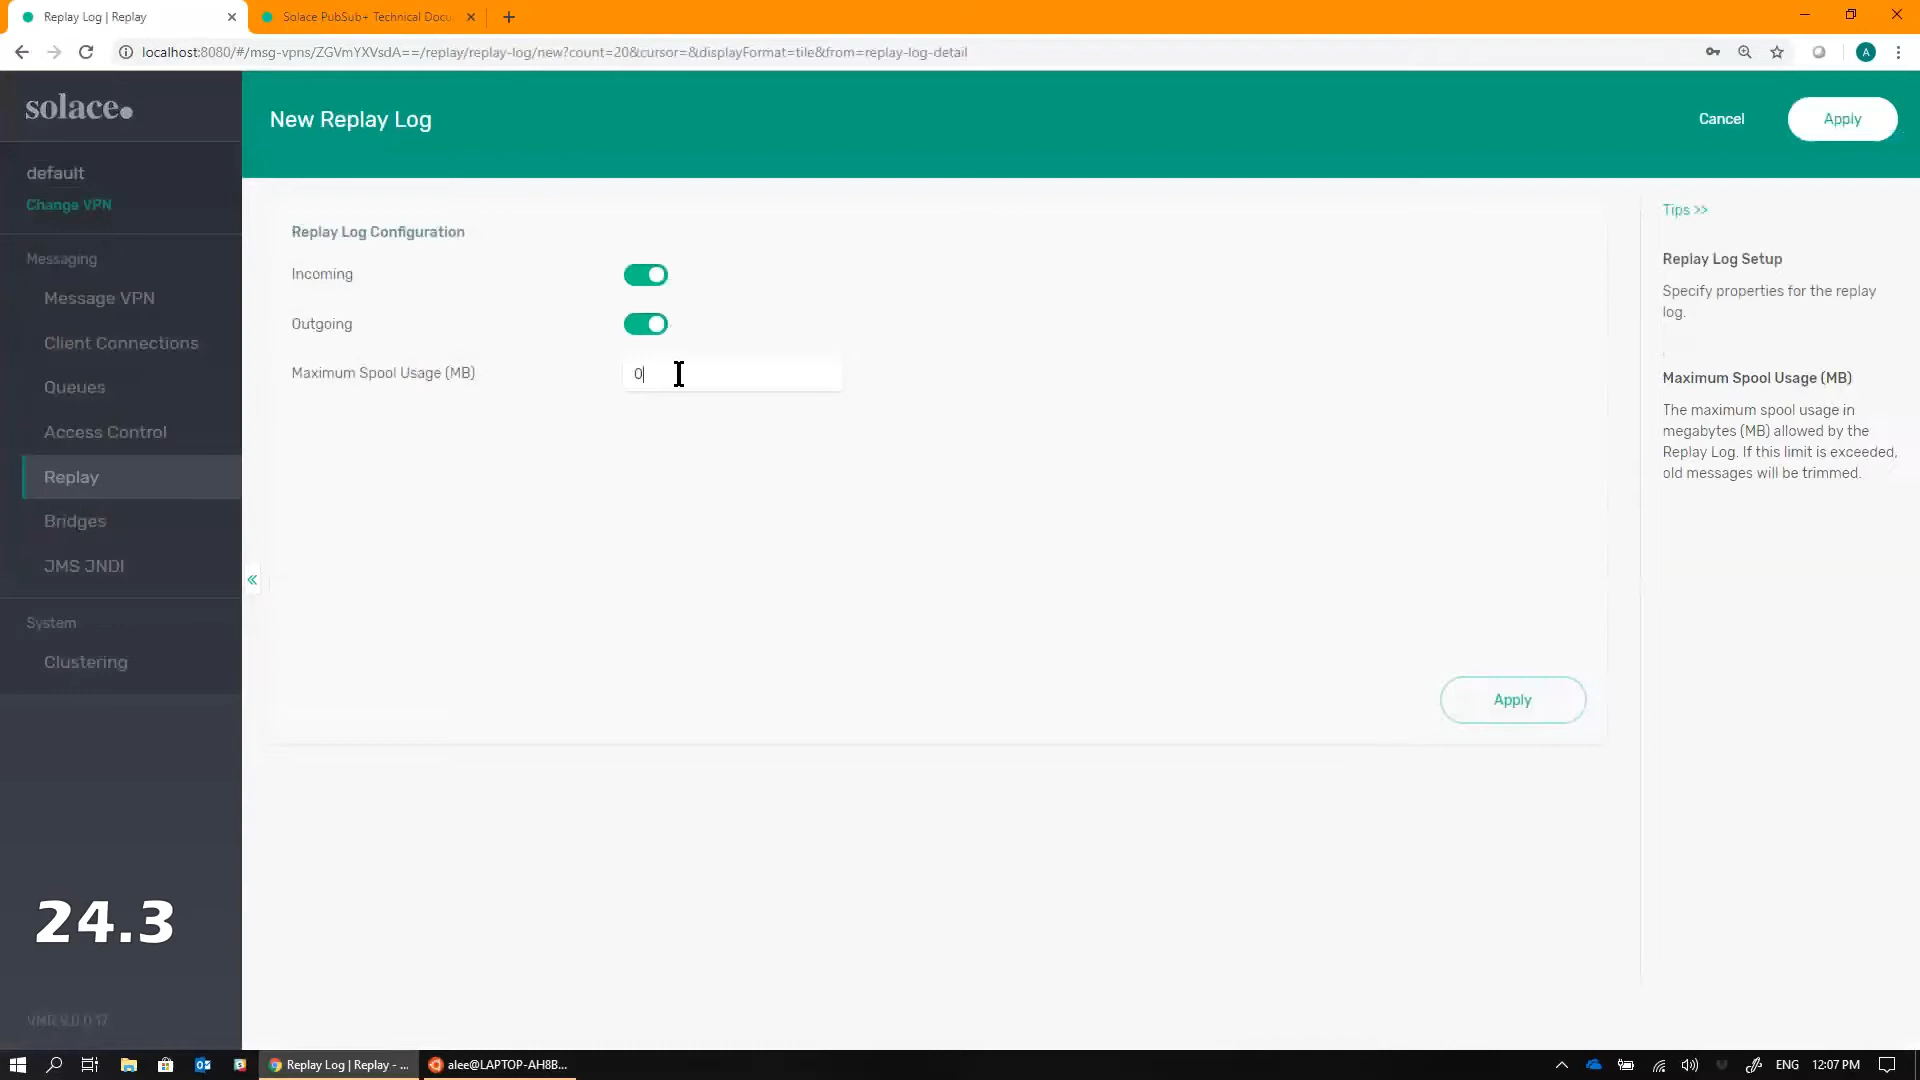 Replay Log | Replay
Solace PubSub+ Technical Docu
localhost:8080/#/msg-vpns/ZGVmYXVsdA==/replay/replay-log/new?count=20&cursor=&displayFormat=tile&from=replay-log-detail
A
solace.
New Replay Log
Cancel
Apply
default
Change VPN
Messaging
Message VPN
Client Connections
Queues
Access Control
Replay
Bridges
JMS JNDI
System
Clustering
Replay Log Configuration
Incoming
Outgoing
Maximum Spool Usage (MB)
0
Apply
Tips >>
Replay Log Setup
Specify properties for the replay
log.
Maximum Spool Usage (MB)
The maximum spool usage in
megabytes (MB) allowed by the
Replay Log. If this limit is exceeded,
old messages will be trimmed.
24.3
VMR 9.0.0.17
Replay Log | Replay - ...
alee@LAPTOP-AH8B...
ENG
12:07 PM